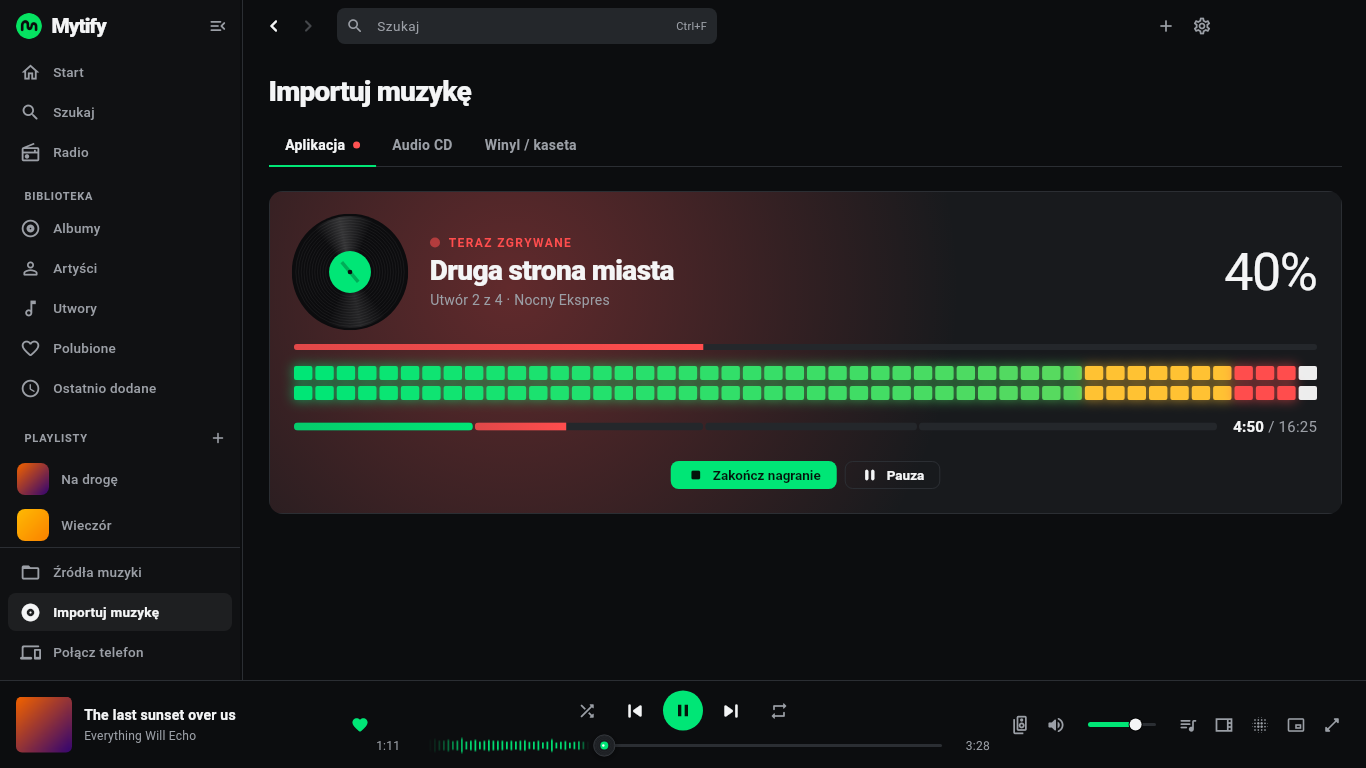 Mytify
Szukaj
Ctrl+F
Start
Szukaj
Radio
BIBLIOTEKA
Albumy
Artyści
Utwory
Polubione
Ostatnio dodane
PLAYLISTY
Na drogę
Wieczór
Źródła muzyki
Importuj muzykę
Połącz telefon
Importuj muzykę
Aplikacja
Audio CD
Winyl / kaseta
TERAZ ZGRYWANE
Druga strona miasta
Utwór 2 z 4 · Nocny Ekspres
40%
4:50 / 16:25
Zakończ nagranie
Pauza
The last sunset over us
Everything Will Echo
1:11
3:28